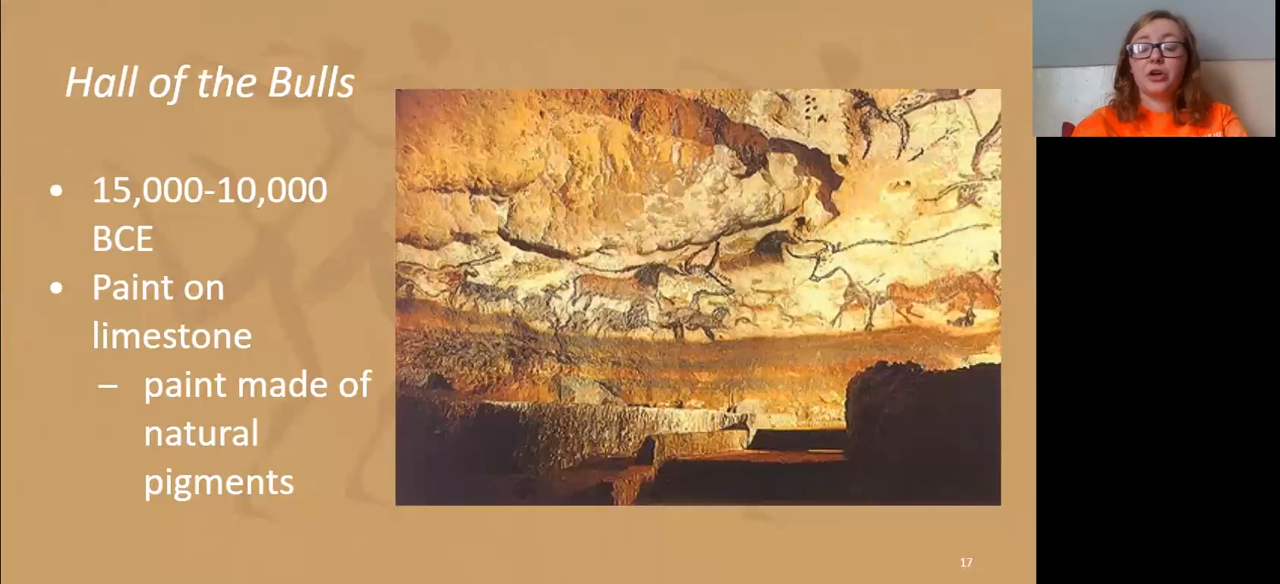 Hall of the Bulls
• 15,000-10,000
BCE
• Paint on
limestone
– paint made of
natural
pigments
17